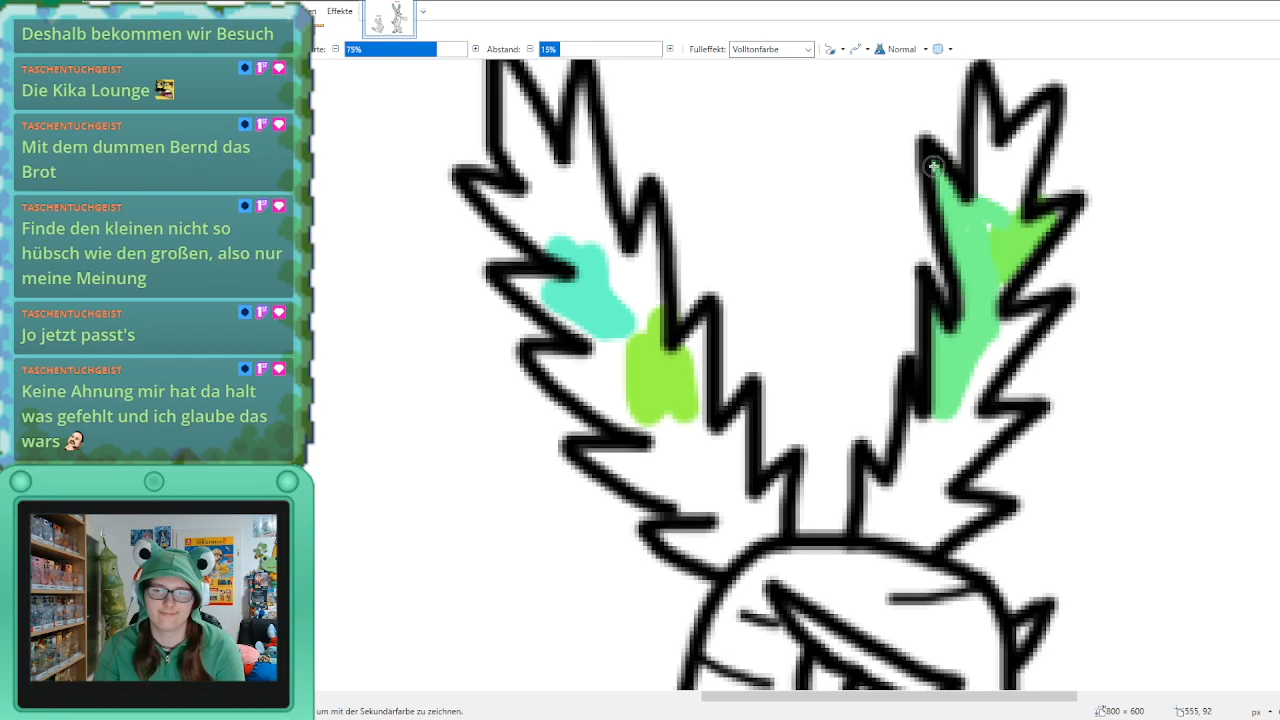 Deshalb bekommen wir Besuch
TASCHENTUCHGEIST
Die Kika Lounge
TASCHENTUCHGEIST
Mit dem dummen Bernd das
Brot
TASCHENTUCHGEIST
Finde den kleinen nicht so
hübsch wie den großen, also nur
meine Meinung
TASCHENTUCHGEIST
Jo jetzt passt's
TASCHENTUCHGEIST
Keine Ahnung mir hat da halt
was gefehlt und ich glaube das
wars
Effekte
75%
Abstand:
15%
Fülleffekt:
Volltonfarbe
Normal
um mit der Sekundärfarbe zu zeichnen.
800 × 600
555, 92
px